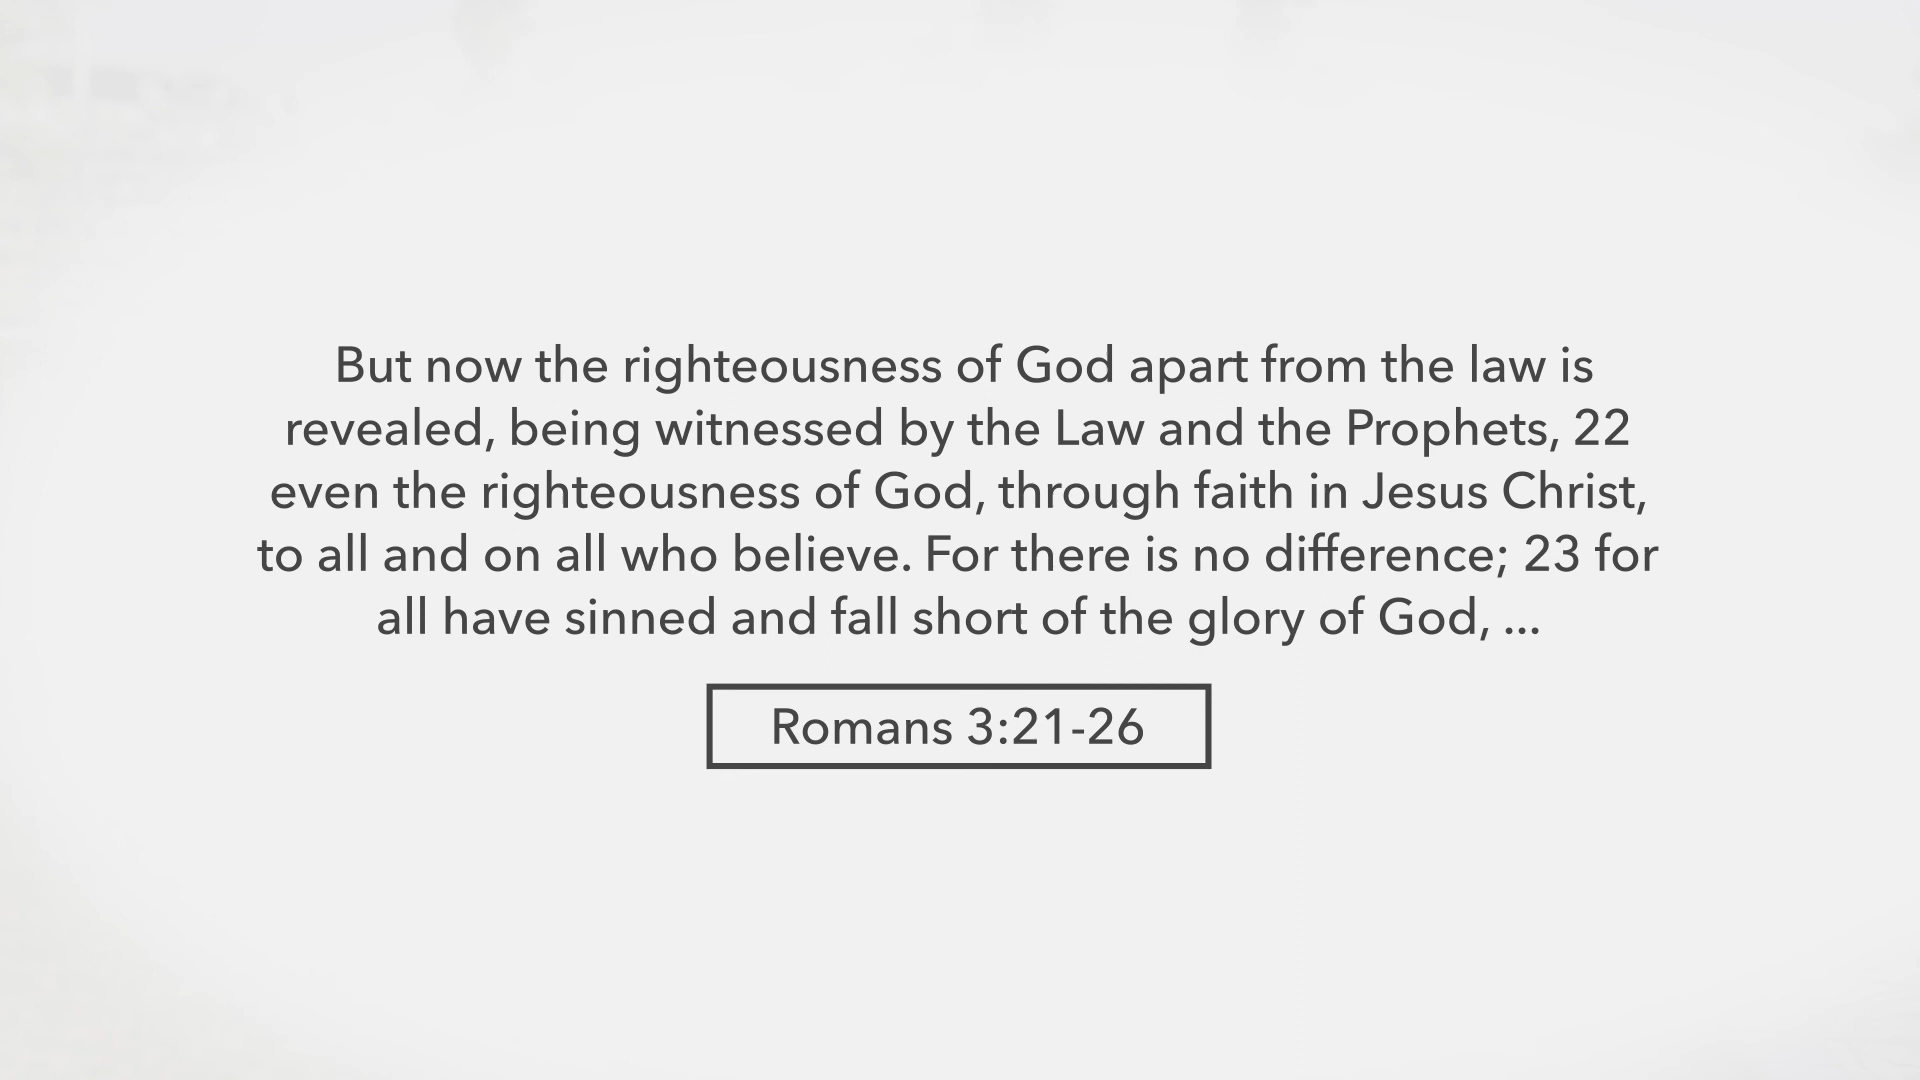 But now the righteousness of God apart from the law is
revealed, being witnessed by the Law and the Prophets, 22
even the righteousness of God, through faith in Jesus Christ,
to all and on all who believe. For there is no difference; 23 for
all have sinned and fall short of the glory of God, ...
Romans 3:21-26